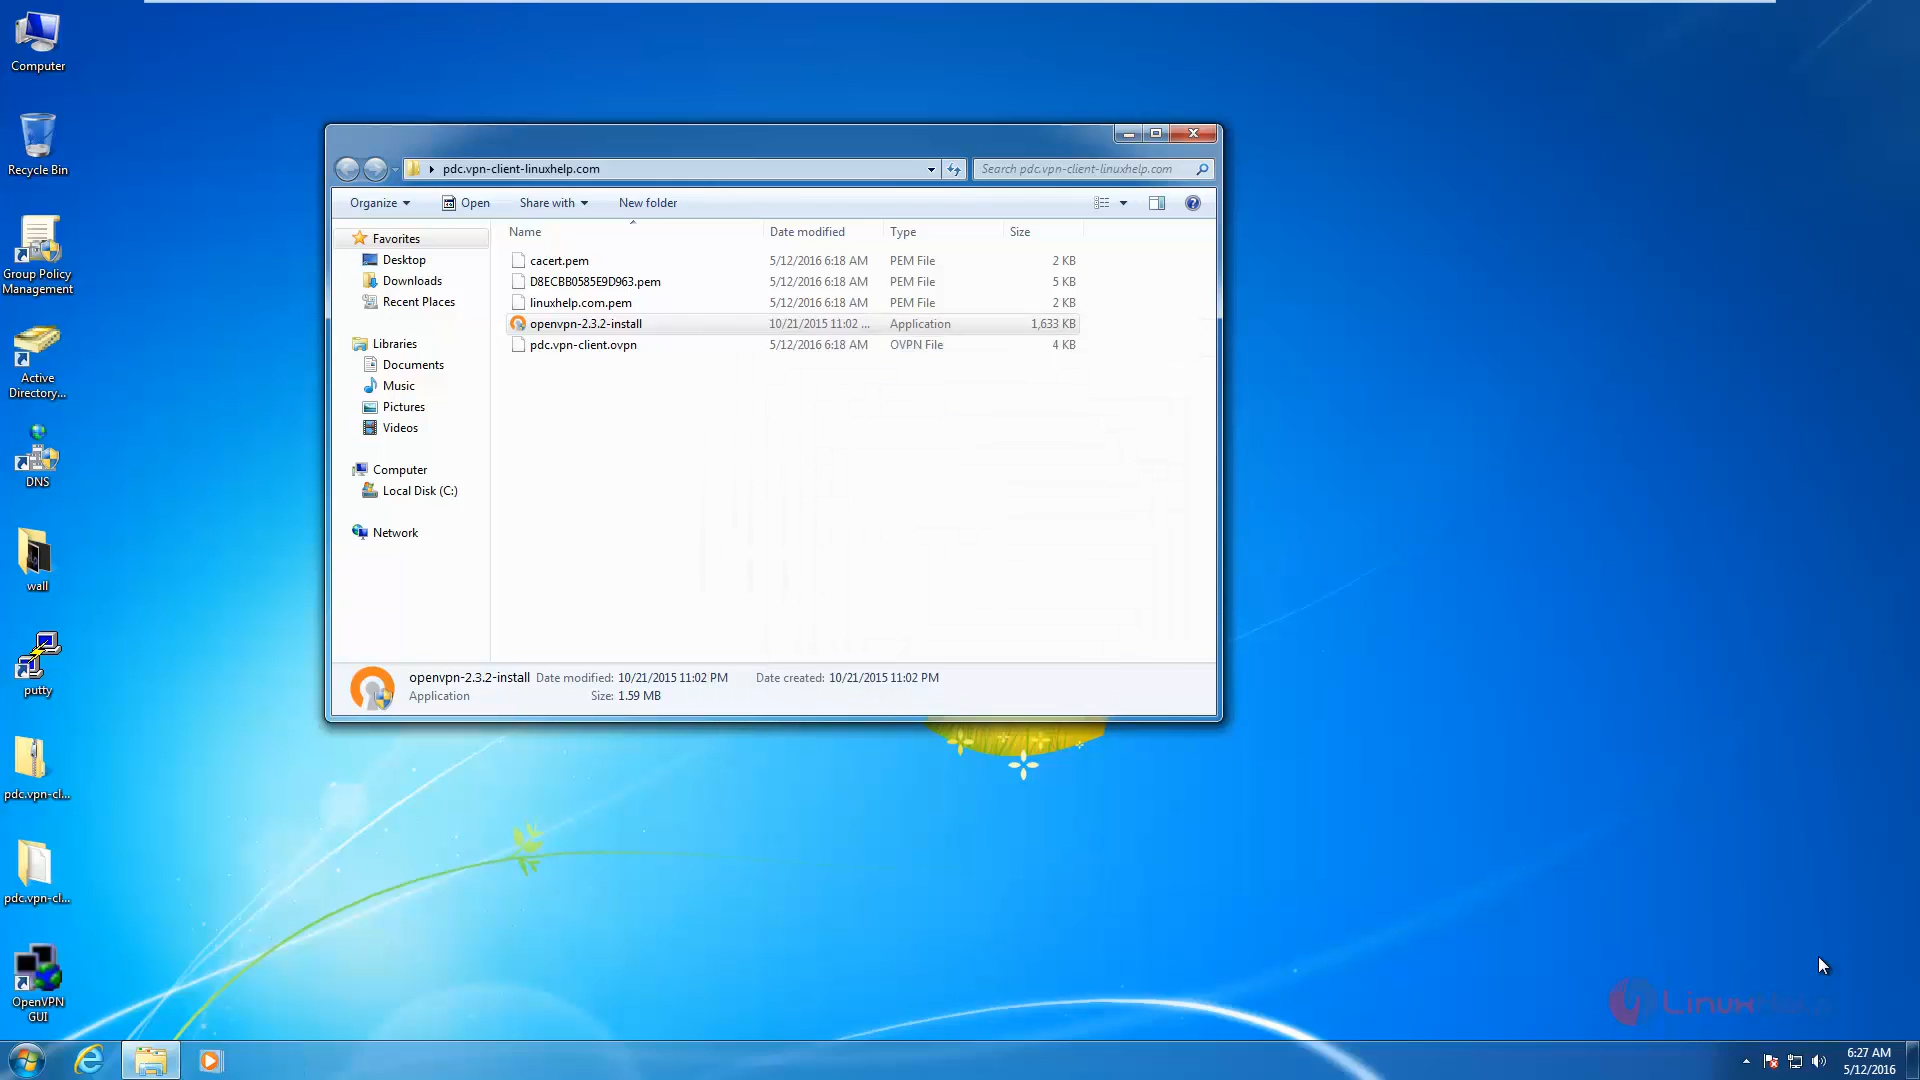 Computer
Recycle Bin
Group Policy
Management
Active
Directory...
DNS
wall
putty
pdc.vpn-cl...
pdc.vpn-cl...
OpenVPN
GUI
pdc.vpn-client-linuxhelp.com
Search pdc.vpn-client-linuxhelp.com
Organize
Open
Share with
New folder
Favorites
Desktop
Downloads
Recent Places
Libraries
Documents
Music
Pictures
Videos
Computer
Local Disk (C:)
Network
Name Date modified Type Size
cacert.pem 5/12/2016 6:18 AM PEM File 2 KB
D8ECBB0585E9D963.pem 5/12/2016 6:18 AM PEM File 5 KB
linuxhelp.com.pem 5/12/2016 6:18 AM PEM File 2 KB
openvpn-2.3.2-install 10/21/2015 11:02 ... Application 1,633 KB
pdc.vpn-client.ovpn 5/12/2016 6:18 AM OVPN File 4 KB
openvpn-2.3.2-install Date modified: 10/21/2015 11:02 PM Date created: 10/21/2015 11:02 PM
Application Size: 1.59 MB
6:27 AM
5/12/2016